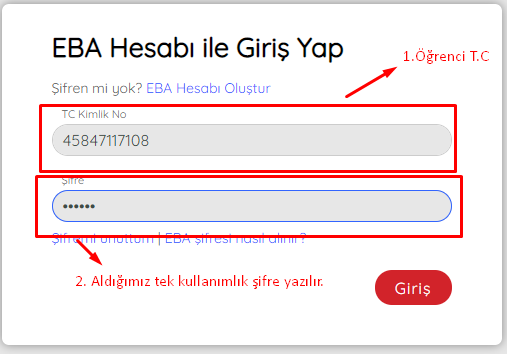 EBA Hesabı ile Giriş Yap
1.Öğrenci T.C
Şifren mi yok? EBA Hesabı Oluştur
TC Kimlik No
45847117108
Şifre
••••••
Şifremi unuttum | EBA şifresi nasıl alınır?
2. Aldığımız tek kullanımlık şifre yazılır.
Giriş